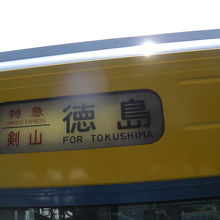 特急
LIMITED EXPRESS
剣山
徳島
FOR TOKUSHIMA